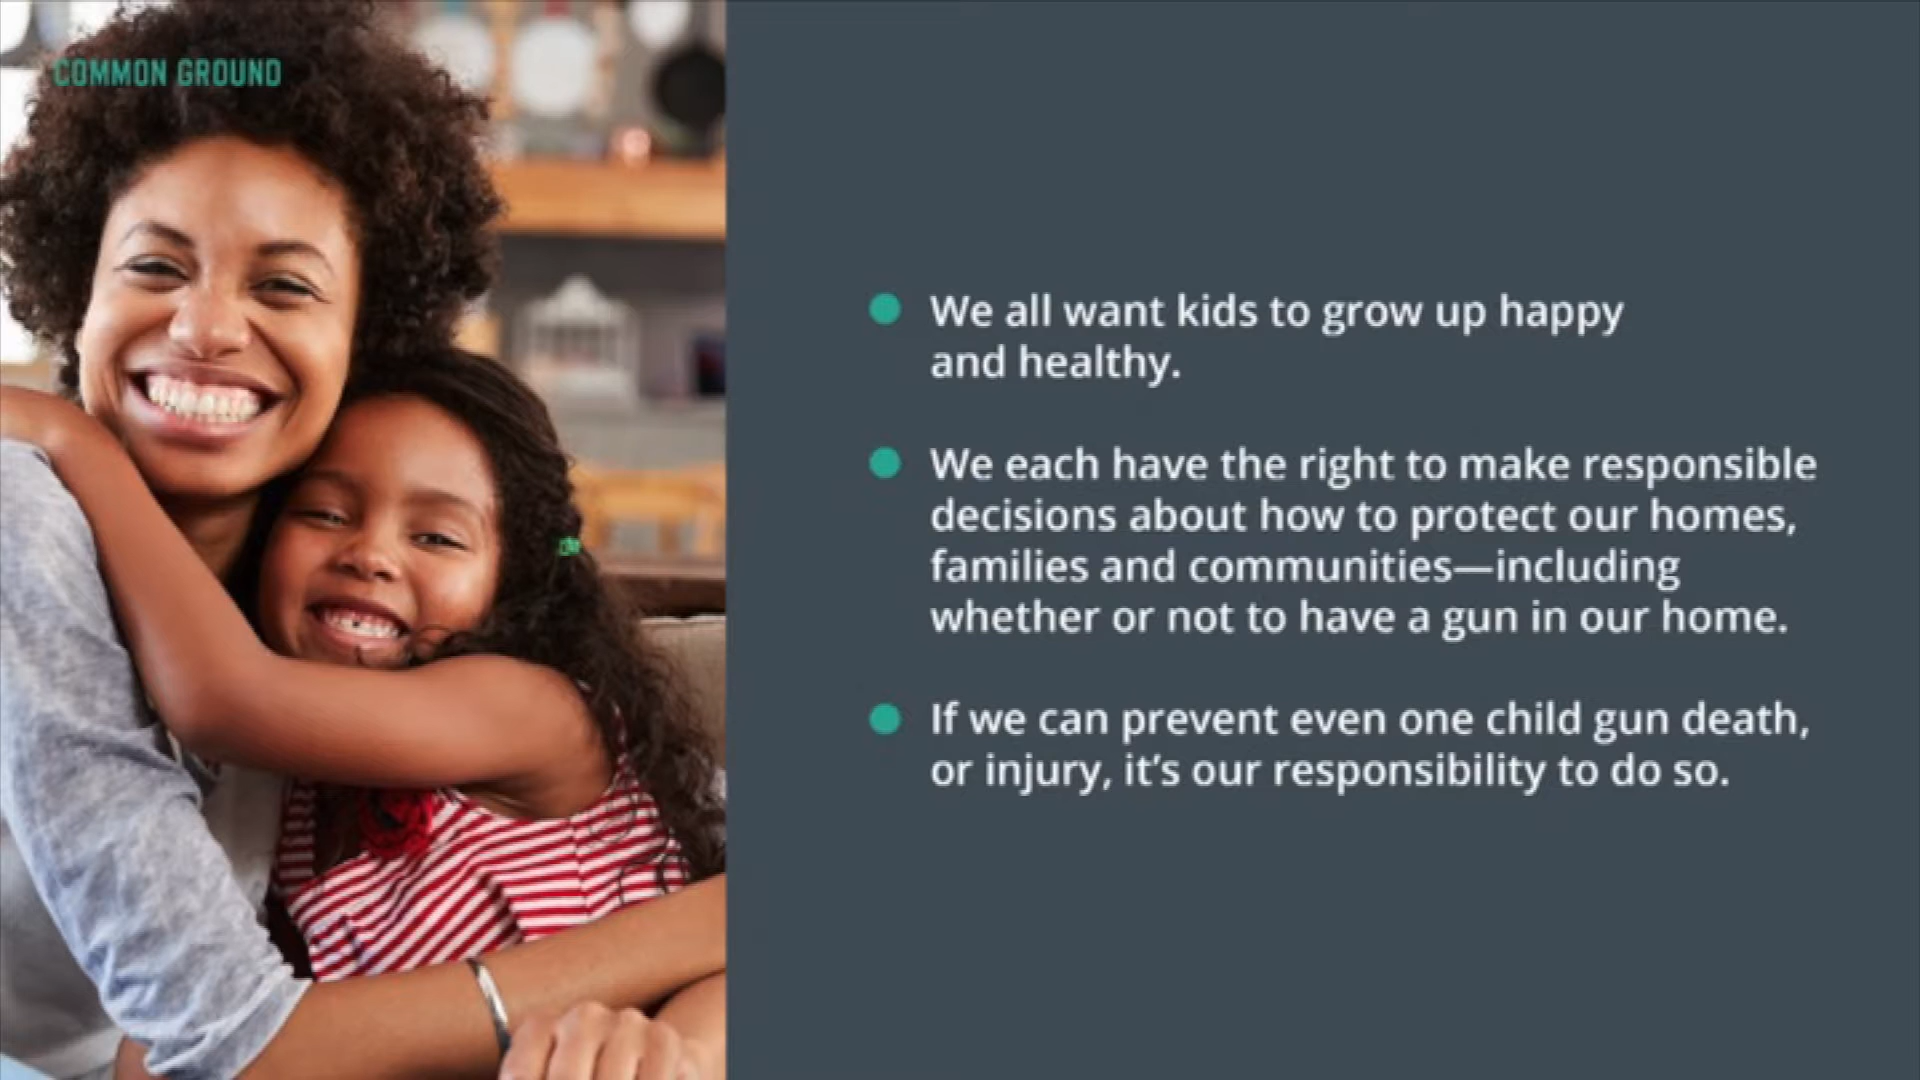 COMMON GROUND
We all want kids to grow up happy
and healthy.
We each have the right to make responsible
decisions about how to protect our homes,
families and communities—including
whether or not to have a gun in our home.
If we can prevent even one child gun death,
or injury, it’s our responsibility to do so.